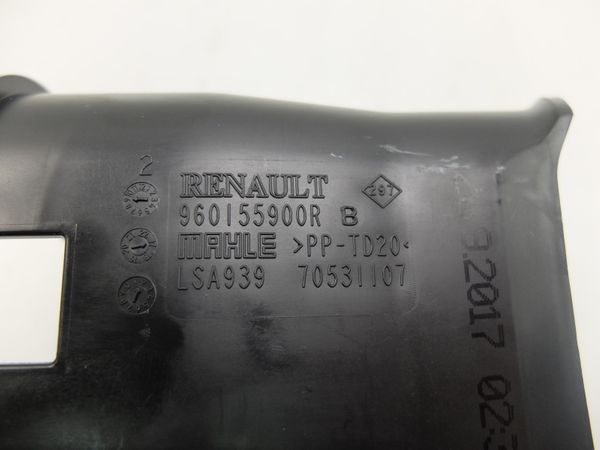 2
RENAULT
297
960155900R B
MAHLE >PP-TD20<
LSA939 70531107
9.2017 02: